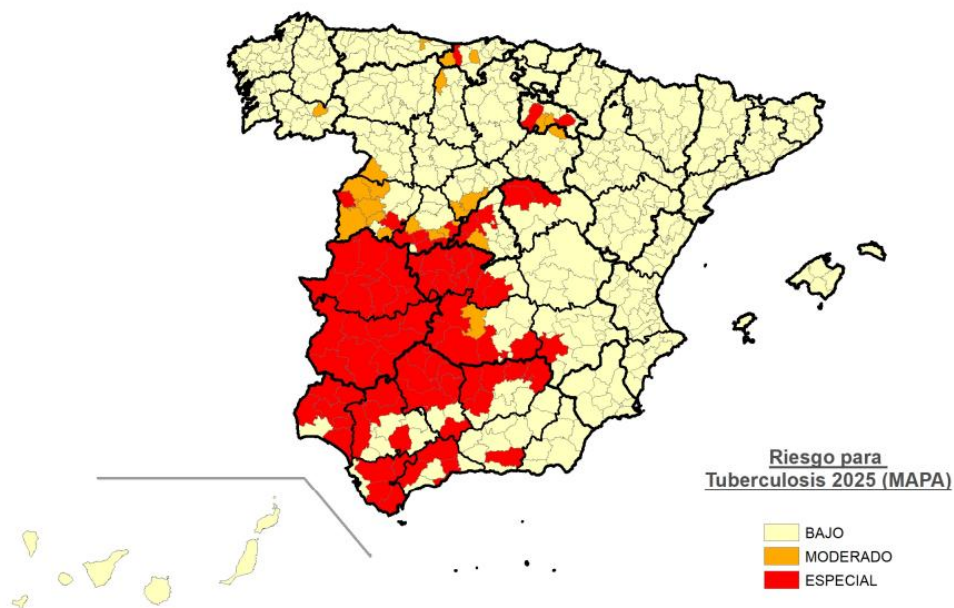 Riesgo para
Tuberculosis 2025 (MAPA)
BAJO
MODERADO
ESPECIAL